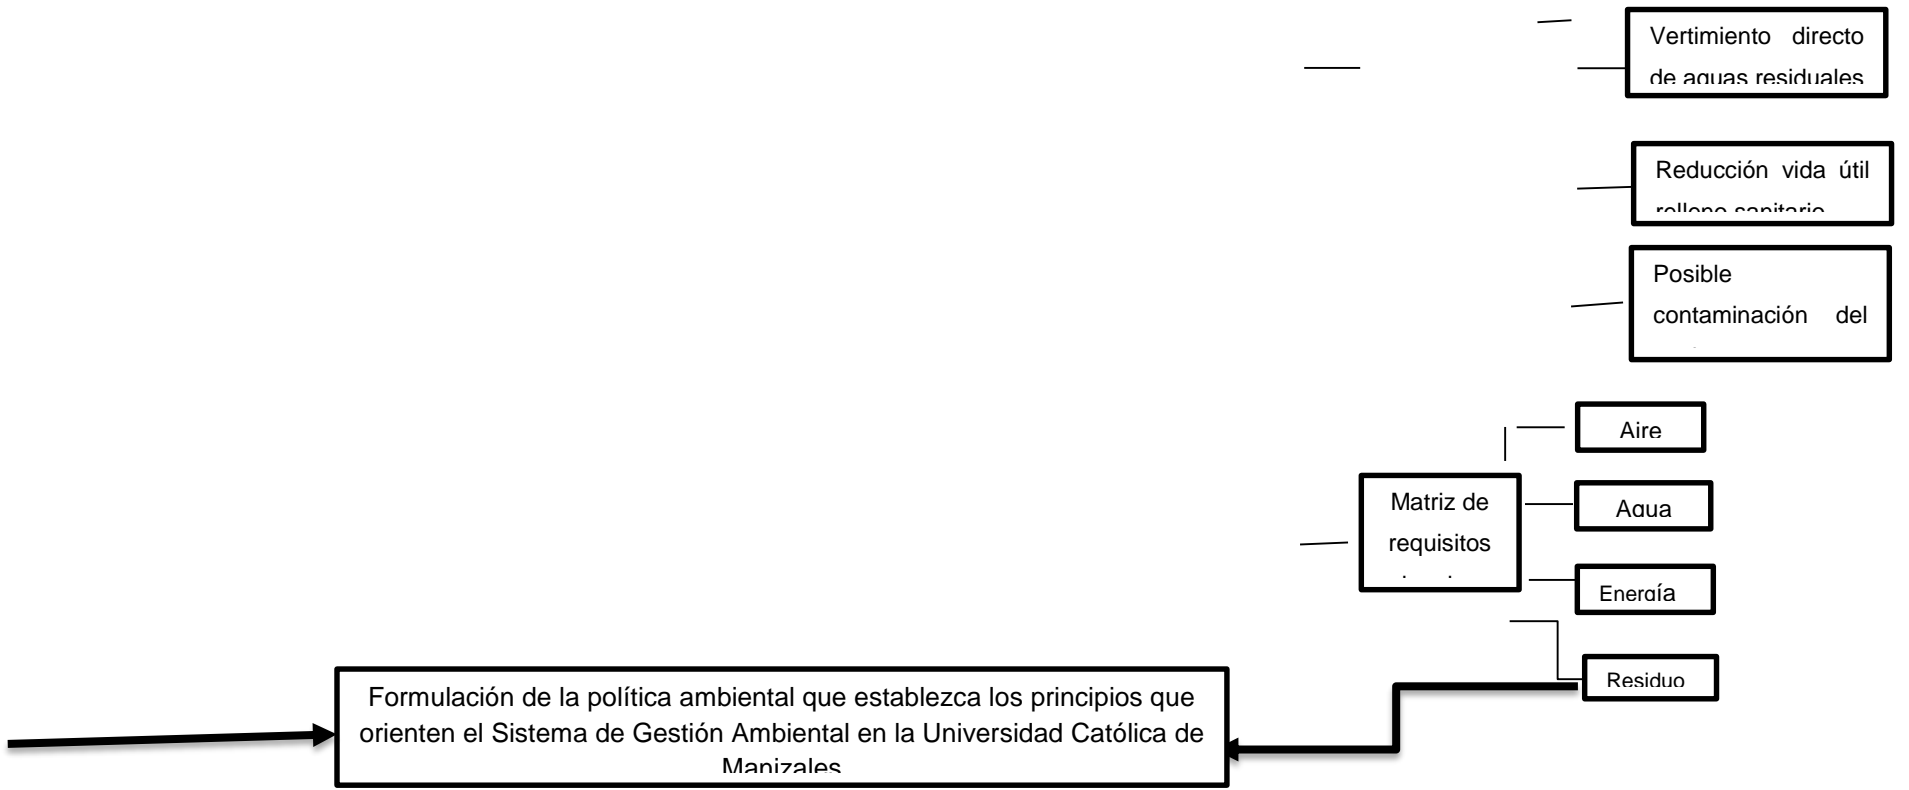 Vertimiento directo
de aguas residuales
Reducción vida útil
relleno sanitario
Posible
contaminación del
Aire
Matriz de
requisitos
Agua
Energía
Residuo
Formulación de la política ambiental que establezca los principios que
orienten el Sistema de Gestión Ambiental en la Universidad Católica de
Manizales